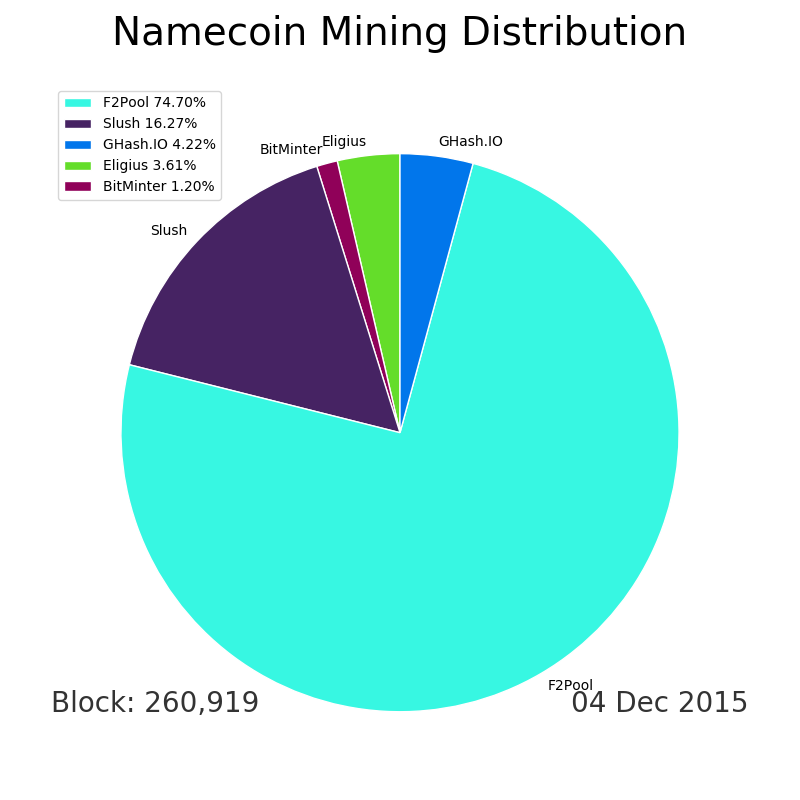 Namecoin Mining Distribution
F2Pool 74.70%
Slush 16.27%
GHash.IO 4.22%
Eligius 3.61%
BitMinter 1.20%
GHash.IO
Eligius
BitMinter
Slush
F2Pool
Block: 260,919
04 Dec 2015